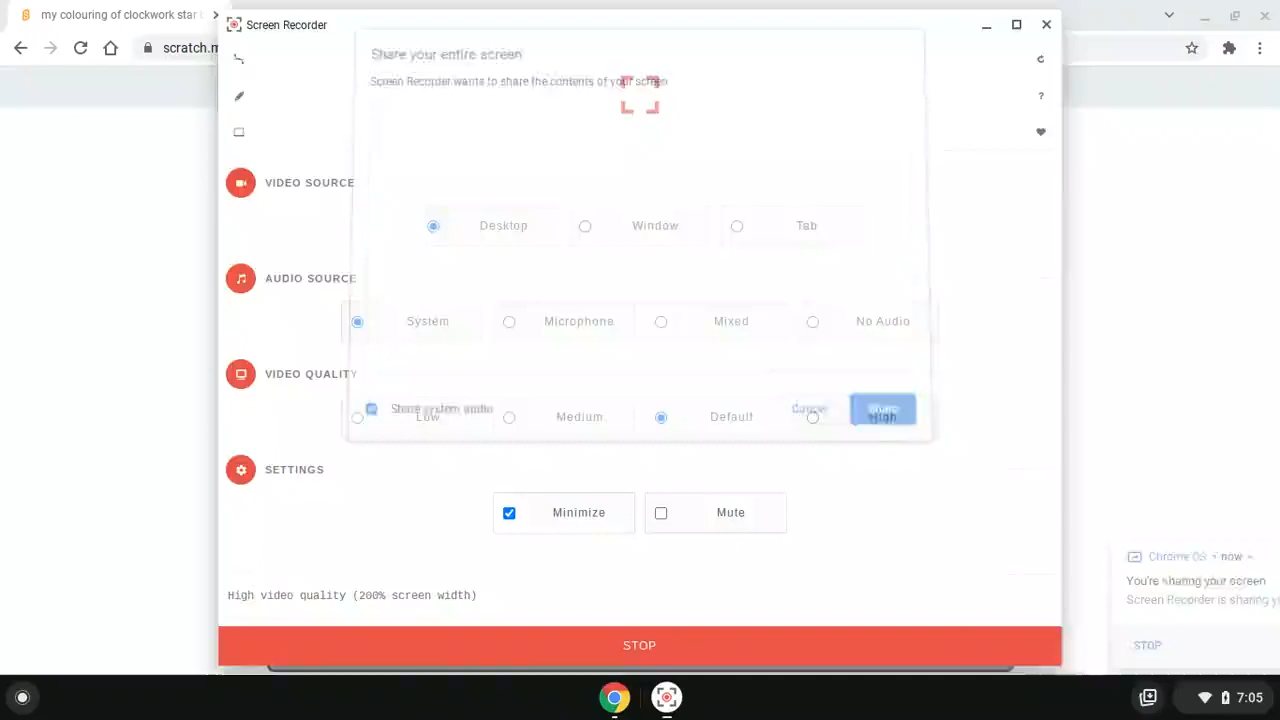 my colouring of clockwork star t
Screen Recorder
scratch.m
Share your entire screen
Screen Recorder wants to share the contents of your screen
VIDEO SOURCE
Desktop
Window
Tab
AUDIO SOURCE
System
Microphone
Mixed
No Audio
VIDEO QUALITY
Share system audio
Cancel
Share
Low
Medium
Default
High
SETTINGS
Minimize
Mute
High video quality (200% screen width)
STOP
Chrome OS • now
You're sharing your screen
Screen Recorder is sharing y
STOP
7:05